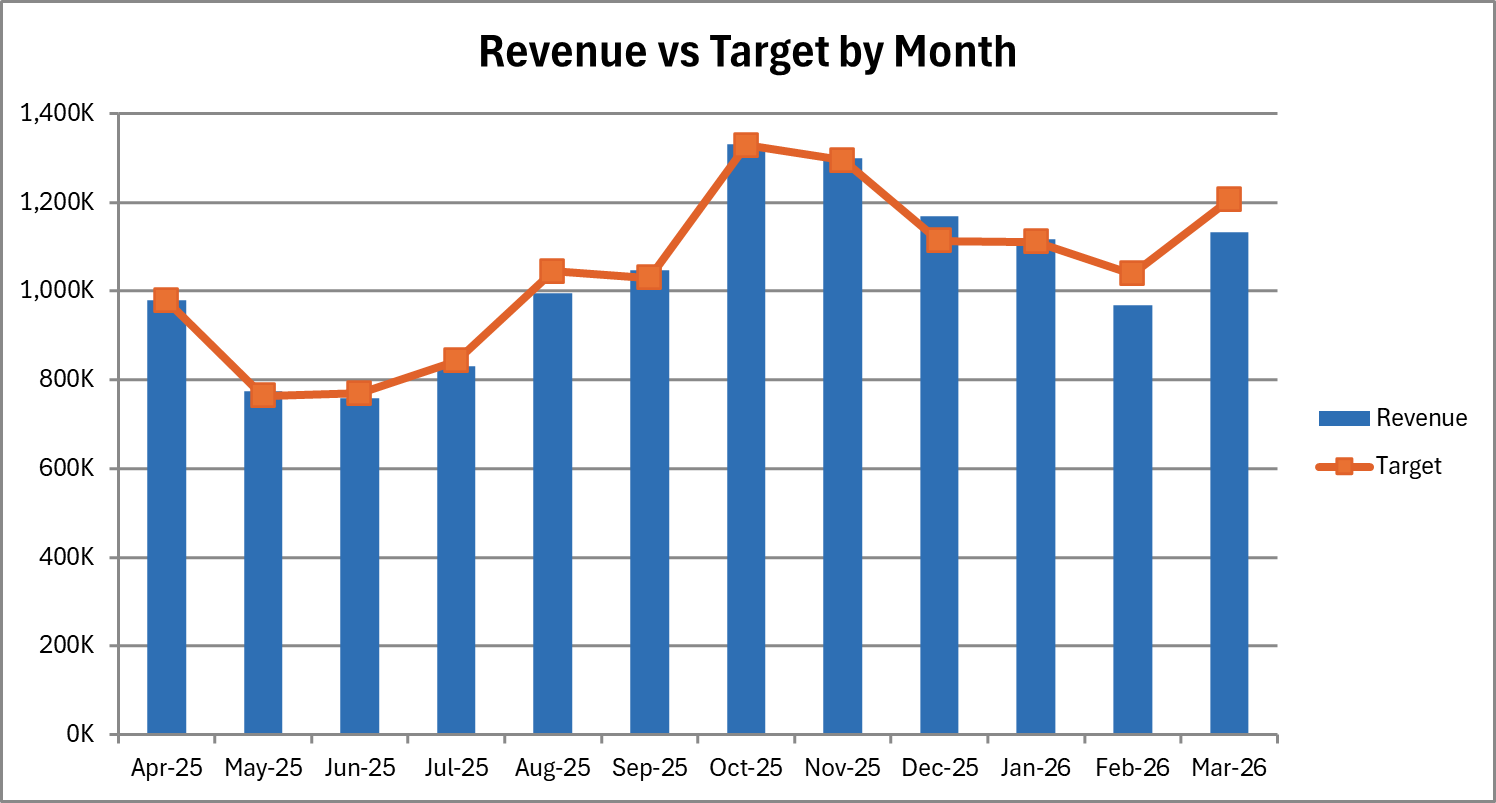 Revenue vs Target by Month
1,400K
1,200K
1,000K
800K
600K
400K
200K
0K
Apr-25 May-25 Jun-25 Jul-25 Aug-25 Sep-25 Oct-25 Nov-25 Dec-25 Jan-26 Feb-26 Mar-26
Revenue
Target